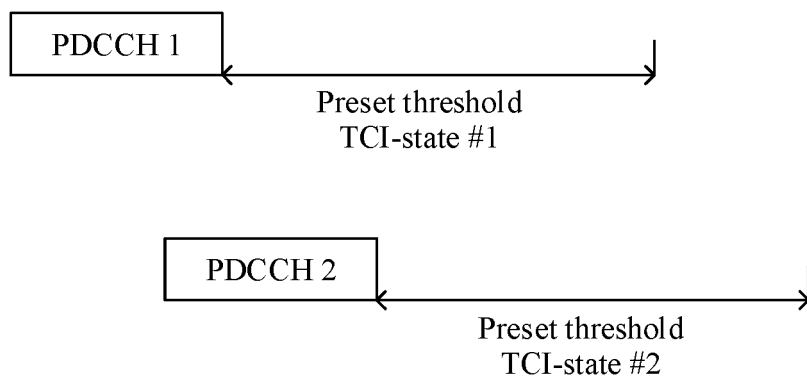 PDCCH 1
Preset threshold
TCI-state #1
PDCCH 2
Preset threshold
TCI-state #2